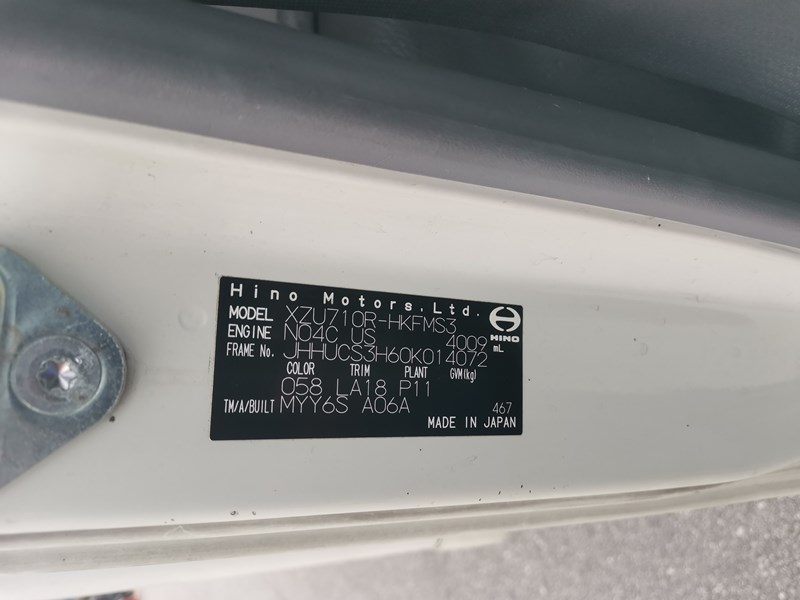 Hino Motors, Ltd.
MODEL XZU710R-HKFMS3
ENGINE N04C US 4009 mL
HINO
FRAME No. JHHUCS3H60K014072
COLOR TRIM PLANT GVM(kg)
058 LA18 P11
TM/A/BUILT MYY6S A06A 467
MADE IN JAPAN